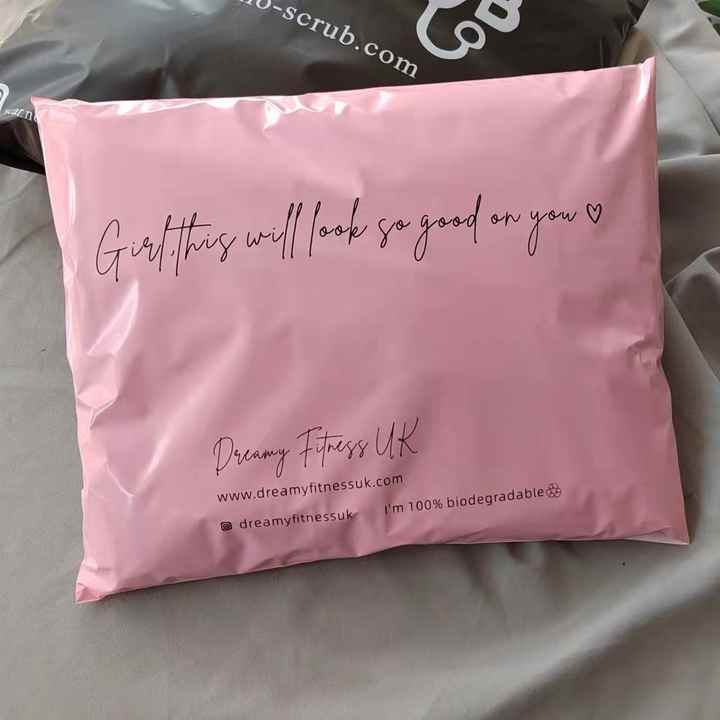 -scrub.com
B
Girl, this will look so good on you ♡
Dreamy Fitness UK
www.dreamyfitnessuk.com
dreamyfitnessuk
I'm 100% biodegradable